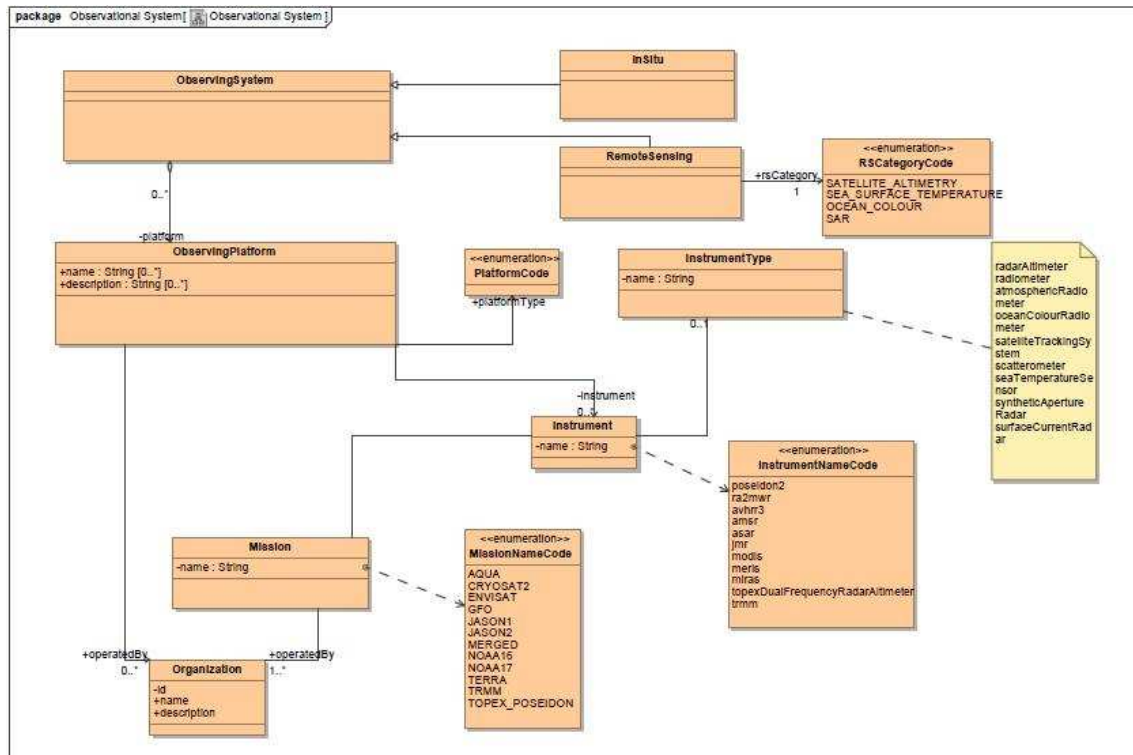 package Observational System[ Observational System ]
ObservingSystem
InSitu
RemoteSensing
+rsCategory
1
<<enumeration>>
RSCategoryCode
SATELLITE_ALTIMETRY
SEA_SURFACE_TEMPERATURE
OCEAN_COLOUR
SAR
0..*
-platform
ObservingPlatform
+name : String [0..*]
+description : String [0..*]
<<enumeration>>
PlatformCode
+platformType
InstrumentType
-name : String
0..1
radarAltimeter
radiometer
atmosphericRadio
meter
oceanColourRadio
meter
satelliteTrackingSy
stem
scatterometer
seaTemperatureSe
nsor
syntheticAperture
Radar
surfaceCurrentRad
ar
-instrument
0..*
Instrument
-name : String
<<enumeration>>
InstrumentNameCode
poseidon2
ra2mwr
avhrr3
amsr
asar
jmr
modis
meris
miras
topexDualFrequencyRadarAltimeter
trmm
Mission
-name : String
<<enumeration>>
MissionNameCode
AQUA
CRYOSAT2
ENVISAT
GFO
JASON1
JASON2
MERGED
NOAA16
NOAA17
TERRA
TRMM
TOPEX_POSEIDON
+operatedBy
0..*
+operatedBy
1..*
Organization
-id
+name
+description